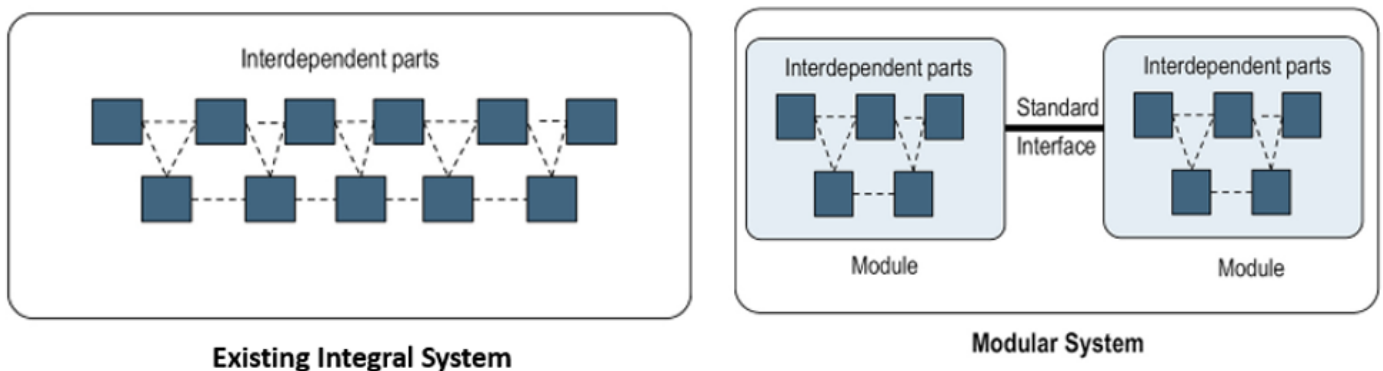 Interdependent parts
Existing Integral System
Interdependent parts
Interdependent parts
Standard
Interface
Module
Module
Modular System